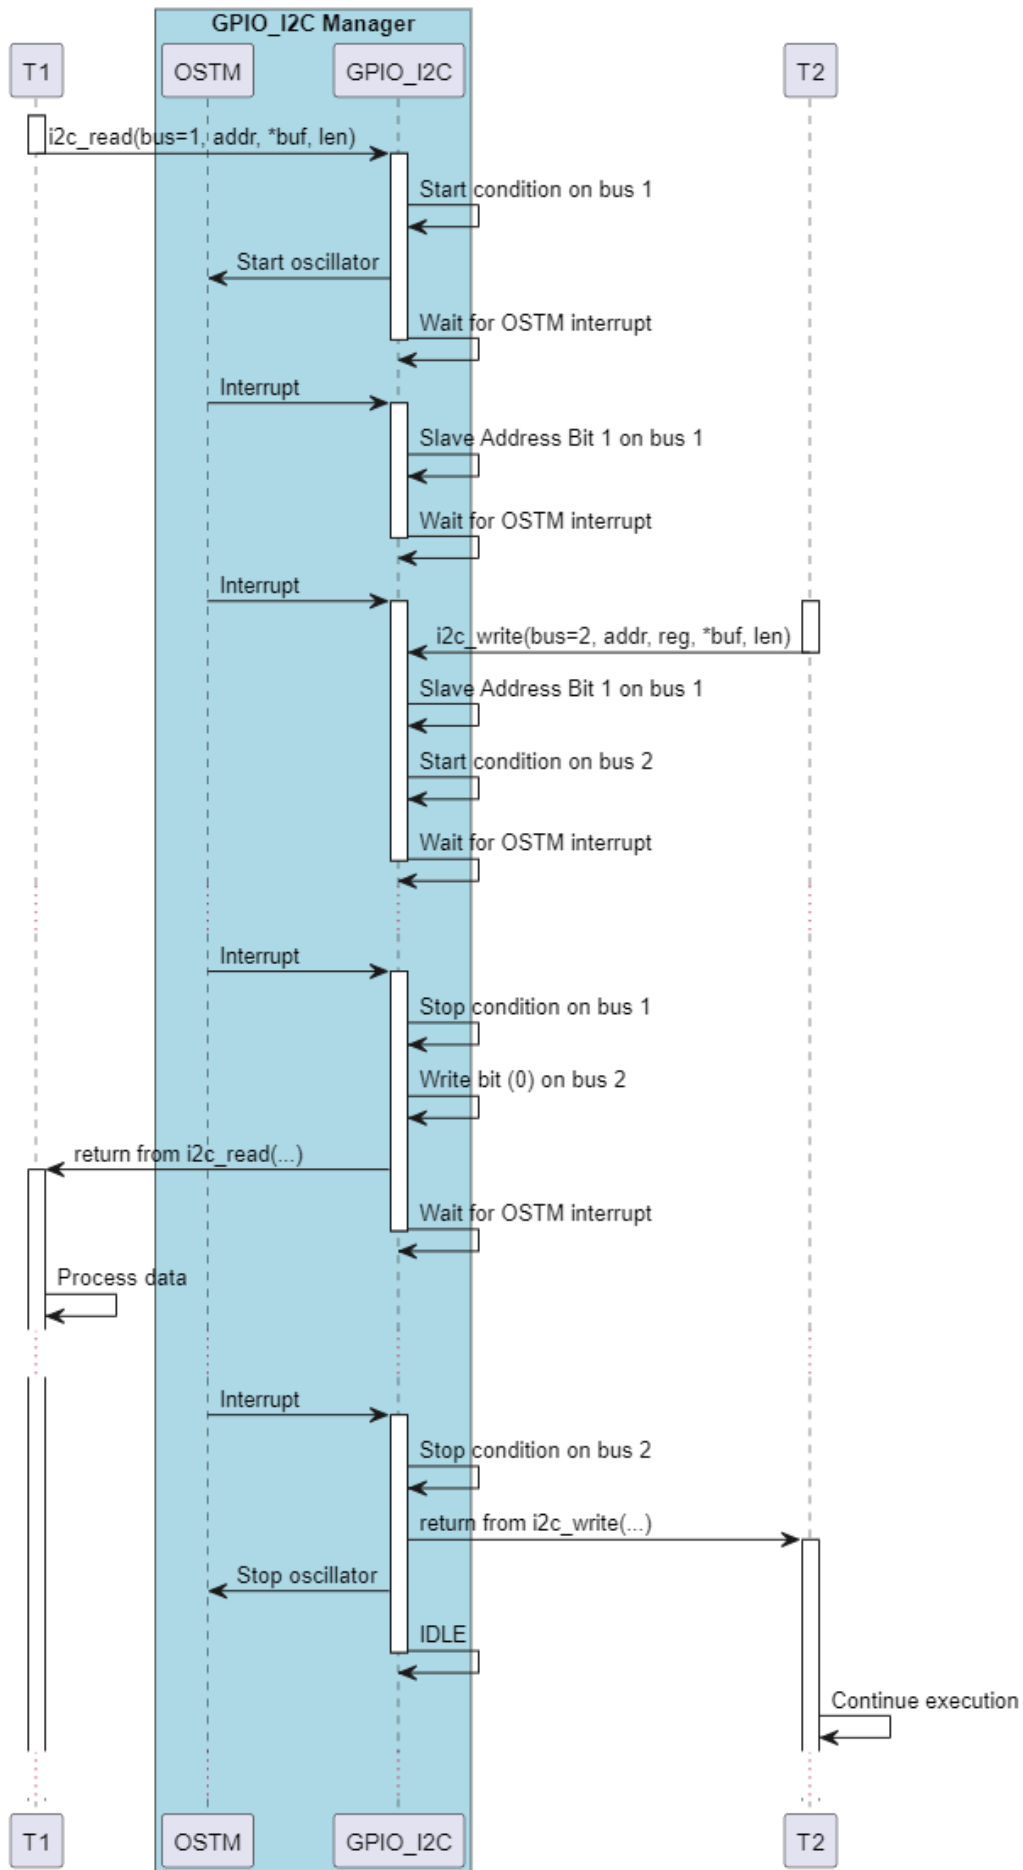 GPIO_I2C Manager
T1
OSTM
GPIO_I2C
T2
i2c_read(bus=1, addr, *buf, len)
Start condition on bus 1
Start oscillator
Wait for OSTM interrupt
Interrupt
Slave Address Bit 1 on bus 1
Wait for OSTM interrupt
Interrupt
i2c_write(bus=2, addr, reg, *buf, len)
Slave Address Bit 1 on bus 1
Start condition on bus 2
Wait for OSTM interrupt
Interrupt
Stop condition on bus 1
Write bit (0) on bus 2
return from i2c_read(...)
Wait for OSTM interrupt
Process data
Interrupt
Stop condition on bus 2
return from i2c_write(...)
Stop oscillator
IDLE
Continue execution
T1
OSTM
GPIO_I2C
T2